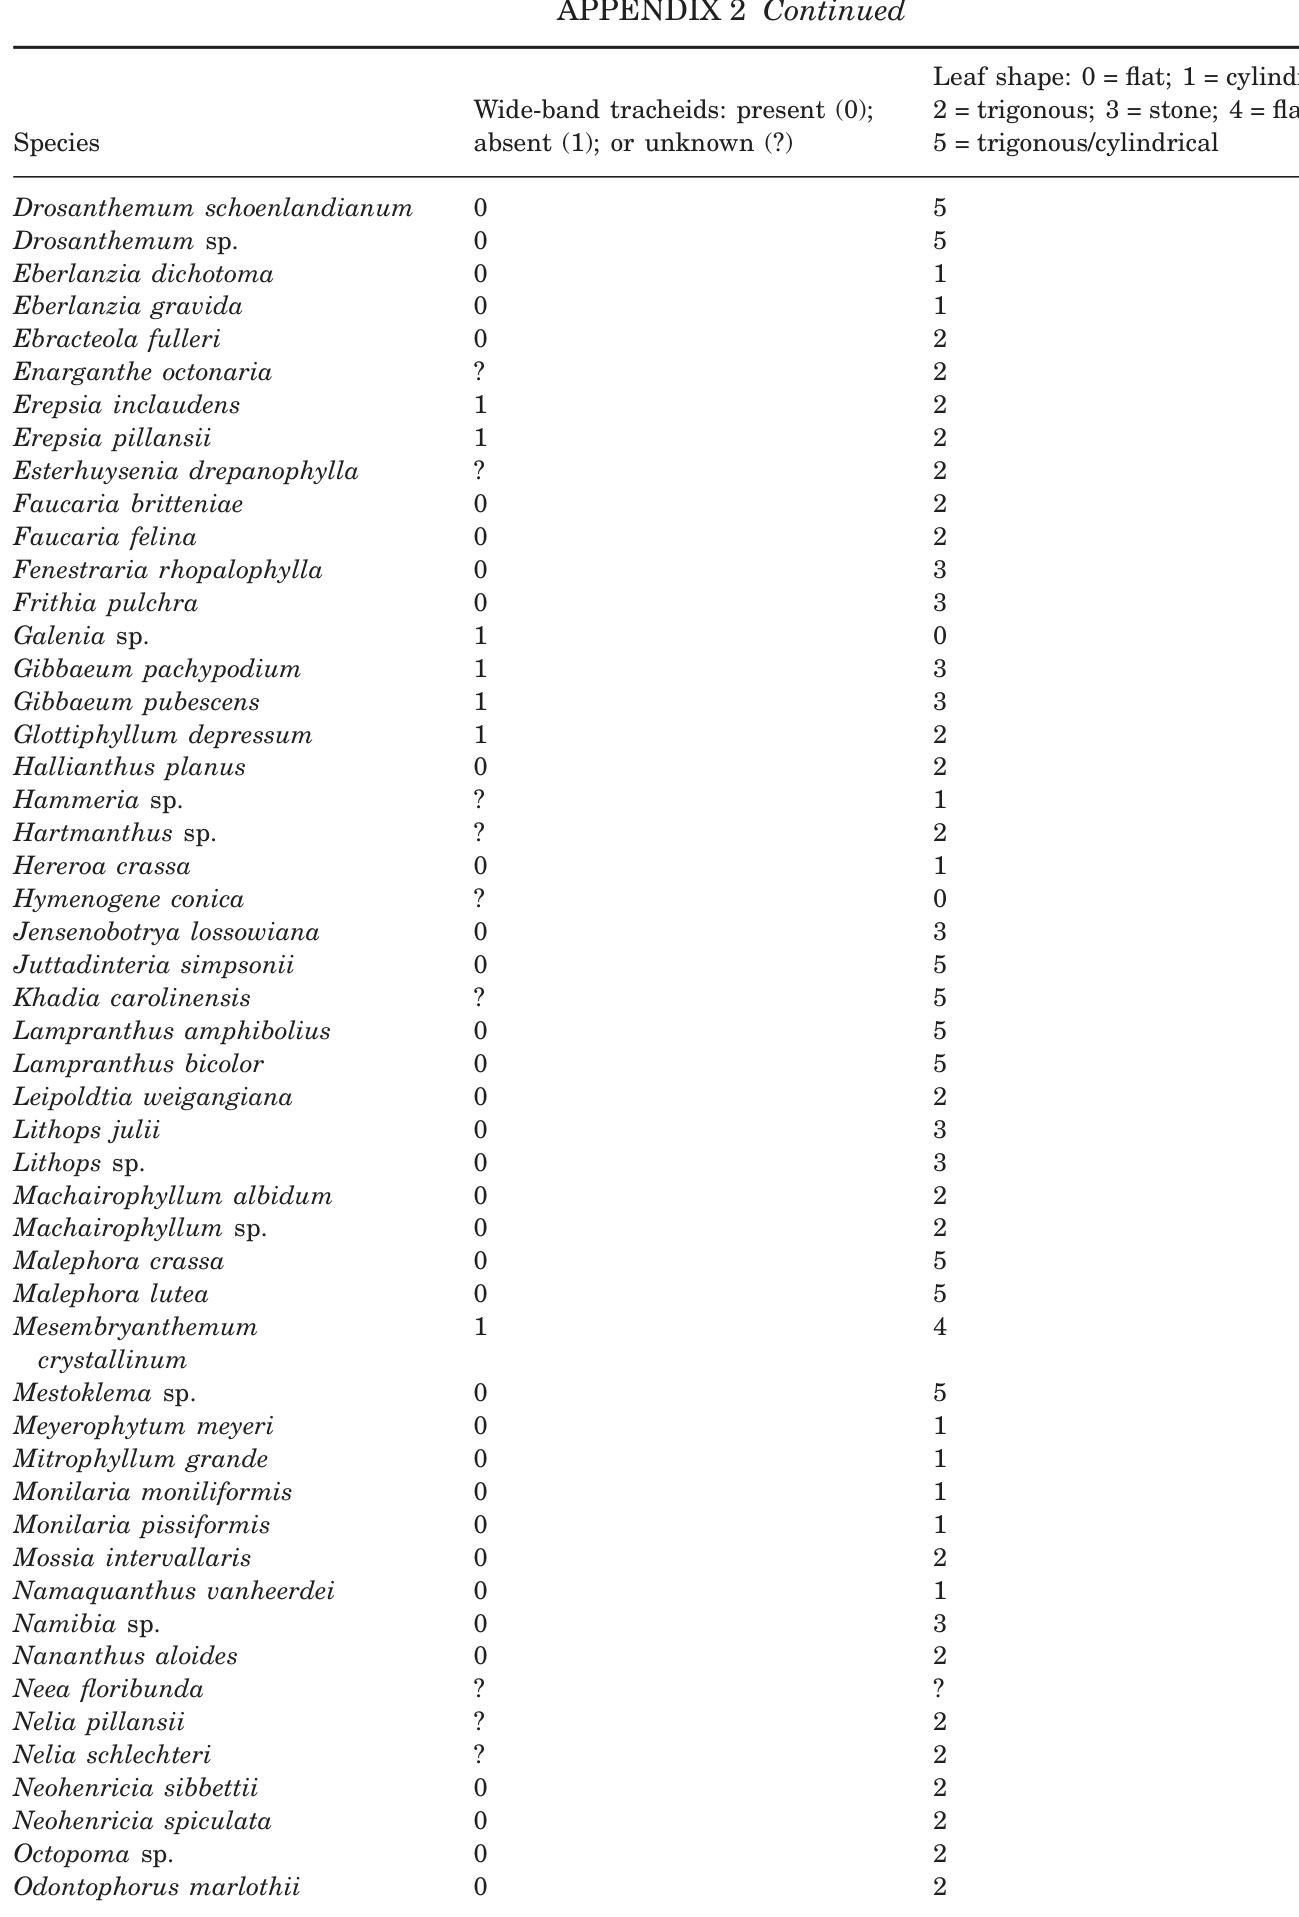 APPENDIX 2 Continued
Leaf shape: 0 = flat; 1 =
Wide-band tracheids: present (0); 2 = trigonous; 3 = stone; 4 =
Species absent (1); or unknown (?) 5 = trigonous/cylindrical
Drosanthemum schoenlandianum 0 5
Drosanthemum sp. 0 5
Eberlanzia dichotoma 0 1
Eberlanzia gravida 0 1
Ebracteola fulleri 0 2
Enarganthe octonaria ? 2
Erepsia inclaudens 1 2
Erepsia pillansii 1 2
Esterhuysenia drepanophylla ? 2
Faucaria britteniae 0 2
Faucaria felina 0 2
Fenestraria rhopalophylla 0 3
Frithia pulchra 0 3
Galenia sp. 1 0
Gibbaeum pachypodium 1 3
Gibbaeum pubescens 1 3
Glottiphyllum depressum 1 2
Hallianthus planus 0 2
Hammeria sp. ? 1
Hartmanthus sp. ? 2
Hereroa crassa 0 1
Hymenogene conica ? 0
Jensenobotrya lossowiana 0 3
Juttadinteria simpsonii 0 5
Khadia carolinensis ? 5
Lampranthus amphibolius 0 5
Lampranthus bicolor 0 5
Leipoldtia weigangiana 0 2
Lithops julii 0 3
Lithops sp. 0 3
Machairophyllum albidum 0 2
Machairophyllum sp. 0 2
Malephora crassa 0 5
Malephora lutea 0 5
Mesembryanthemum 1 4
crystallinum
Mestoklema sp. 0 5
Meyerophytum meyeri 0 1
Mitrophyllum grande 0 1
Monilaria moniliformis 0 1
Monilaria pissiformis 0 1
Mossia intervallaris 0 2
Namaquanthus vanheerdei 0 1
Namibia sp. 0 3
Nananthus aloides 0 2
Neea floribunda ? ?
Nelia pillansii ? 2
Nelia schlechteri ? 2
Neohenricia sibbettii 0 2
Neohenricia spiculata 0 2
Octopoma sp. 0 2
Odontophorus marlothii 0 2